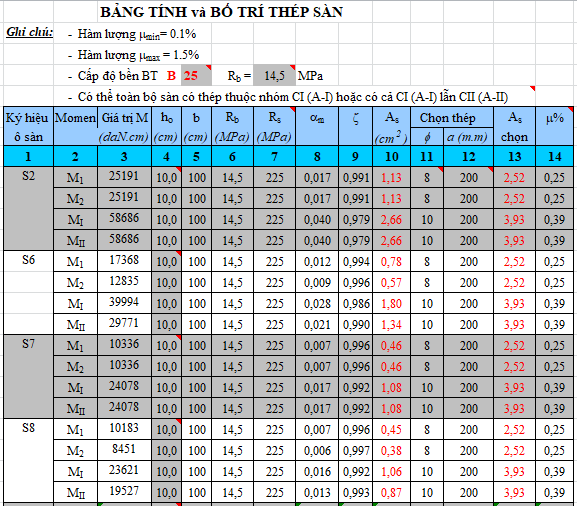 BẢNG TÍNH và BỐ TRÍ THÉP SÀN
Ghi chú: - Hàm lượng μmin= 0.1%
- Hàm lượng μmax = 1.5%
- Cấp độ bền BT B 25 Rb = 14,5 MPa
- Có thể toàn bộ sàn có thép thuộc nhóm CI (A-I) hoặc có cả CI (A-I) lẫn CII (A-II)
Ký hiệu ô sàn Momen Giá trị M (daN.cm) ho (cm) b (cm) Rb (MPa) Rs (MPa) αm ζ As (cm²) Chọn thép ϕ a (m.m) As chọn μ%
1 2 3 4 5 6 7 8 9 10 11 12 13 14
S2 M1 25191 10,0 100 14,5 225 0,017 0,991 1,13 8 200 2,52 0,25
M2 25191 10,0 100 14,5 225 0,017 0,991 1,13 8 200 2,52 0,25
MI 58686 10,0 100 14,5 225 0,040 0,979 2,66 10 200 3,93 0,39
MII 58686 10,0 100 14,5 225 0,040 0,979 2,66 10 200 3,93 0,39
S6 M1 17368 10,0 100 14,5 225 0,012 0,994 0,78 8 200 2,52 0,25
M2 12835 10,0 100 14,5 225 0,009 0,996 0,57 8 200 2,52 0,25
MI 39994 10,0 100 14,5 225 0,028 0,986 1,80 10 200 3,93 0,39
MII 29771 10,0 100 14,5 225 0,021 0,990 1,34 10 200 3,93 0,39
S7 M1 10336 10,0 100 14,5 225 0,007 0,996 0,46 8 200 2,52 0,25
M2 10336 10,0 100 14,5 225 0,007 0,996 0,46 8 200 2,52 0,25
MI 24078 10,0 100 14,5 225 0,017 0,992 1,08 10 200 3,93 0,39
MII 24078 10,0 100 14,5 225 0,017 0,992 1,08 10 200 3,93 0,39
S8 M1 10183 10,0 100 14,5 225 0,007 0,996 0,45 8 200 2,52 0,25
M2 8451 10,0 100 14,5 225 0,006 0,997 0,38 8 200 2,52 0,25
MI 23621 10,0 100 14,5 225 0,016 0,992 1,06 10 200 3,93 0,39
MII 19527 10,0 100 14,5 225 0,013 0,993 0,87 10 200 3,93 0,39